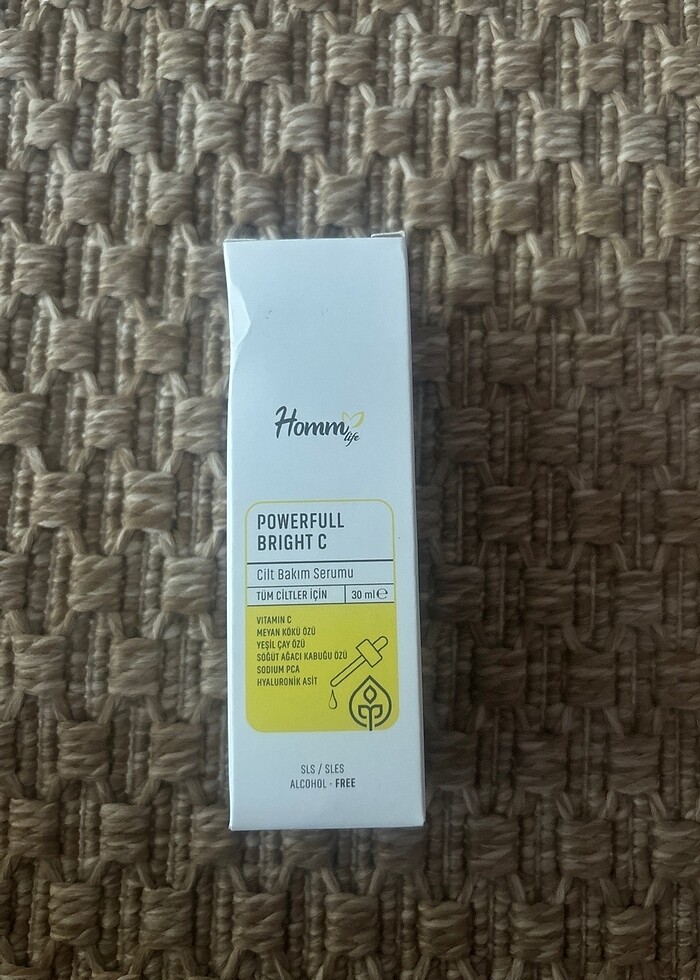 Homm
life
POWERFULL
BRIGHT C
Cilt Bakım Serumu
TÜM CİLTLER İÇİN 30 ml ℮
VITAMIN C
MEYAN KÖKÜ ÖZÜ
YEŞİL ÇAY ÖZÜ
SÖĞÜT AĞACI KABUĞU ÖZÜ
SODIUM PCA
HYALURONİK ASİT
SLS / SLES
ALCOHOL - FREE